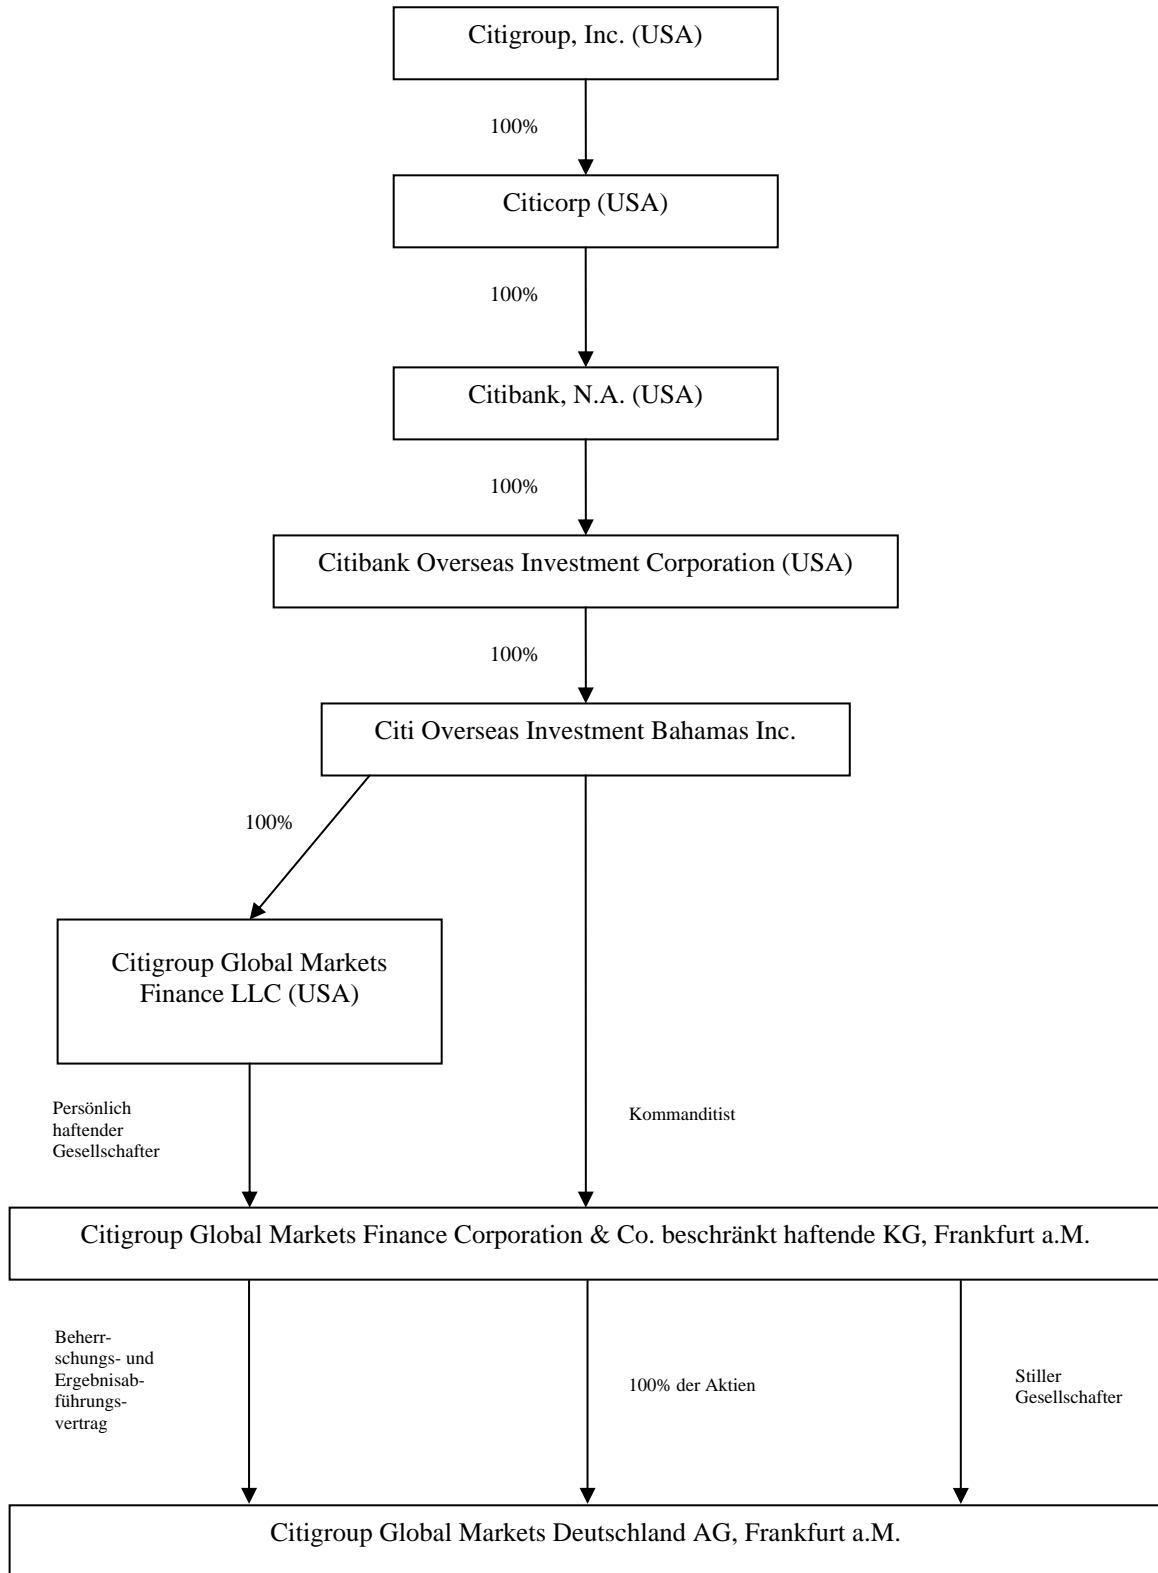 Citigroup, Inc. (USA)
100%
Citicorp (USA)
100%
Citibank, N.A. (USA)
100%
Citibank Overseas Investment Corporation (USA)
100%
Citi Overseas Investment Bahamas Inc.
100%
Citigroup Global Markets
Finance LLC (USA)
Persönlich
haftender
Gesellschafter
Kommanditist
Citigroup Global Markets Finance Corporation & Co. beschränkt haftende KG, Frankfurt a.M.
Beherr-
schungs- und
Ergebnisab-
führungs-
vertrag
100% der Aktien
Stiller
Gesellschafter
Citigroup Global Markets Deutschland AG, Frankfurt a.M.